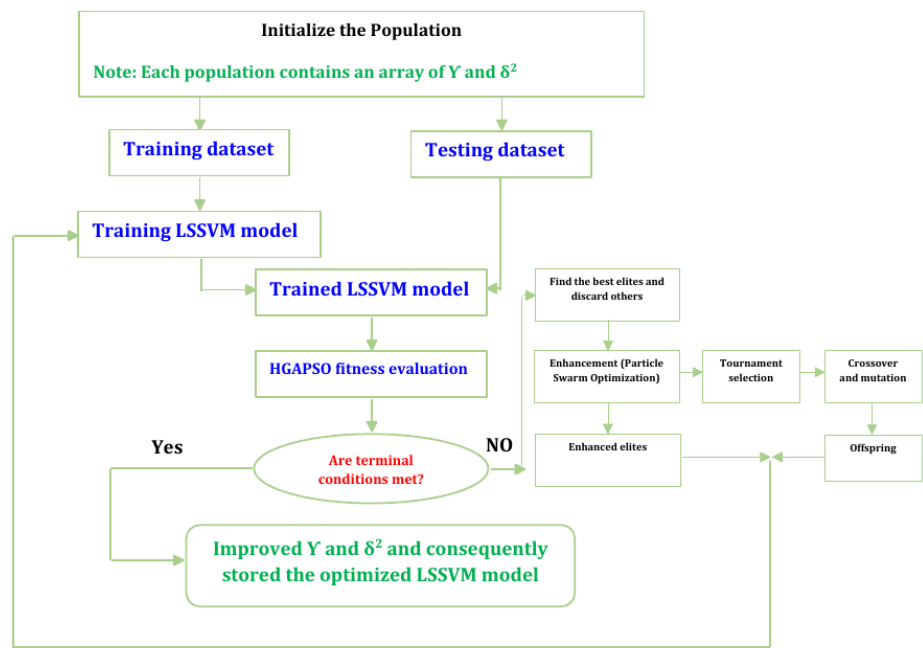 Initialize the Population
Note: Each population contains an array of ϒ and δ²
Training dataset
Testing dataset
Training LSSVM model
Trained LSSVM model
Find the best elites and
discard others
HGAPSO fitness evaluation
Enhancement (Particle
Swarm Optimization)
Tournament
selection
Crossover
and mutation
Yes
NO
Are terminal
conditions met?
Enhanced elites
Offspring
Improved ϒ and δ² and consequently
stored the optimized LSSVM model